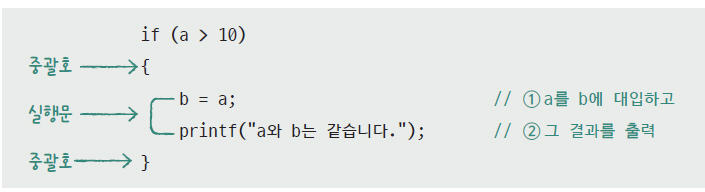 if (a > 10)
중괄호 {
실행문
b = a; // ①a를 b에 대입하고
printf("a와 b는 같습니다."); // ②그 결과를 출력
중괄호 }